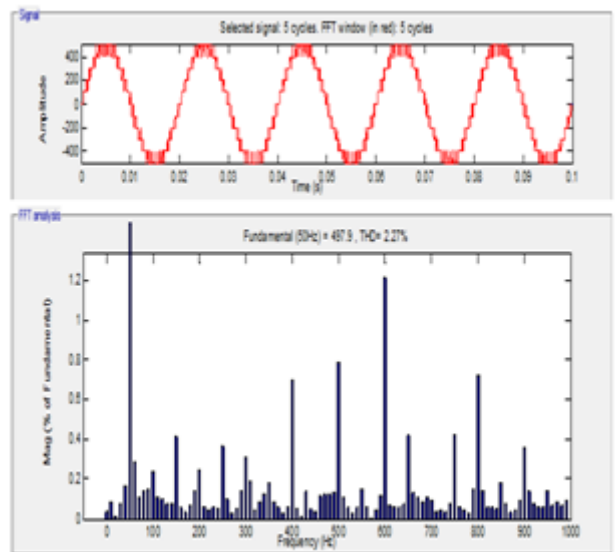 Signal
Selected signal: 5 cycles. FFT window (in red): 5 cycles
400
200
0
-200
-400
Amplitude
0 0.01 0.02 0.03 0.04 0.05 0.06 0.07 0.08 0.09 0.1
Time (s)
FFT analysis
Fundamental (50Hz) = 497.9 , THD= 2.27%
1.2
1
0.8
0.6
0.4
0.2
0
Mag (% of Fundamental)
0 100 200 300 400 500 600 700 800 900 1000
Frequency (Hz)